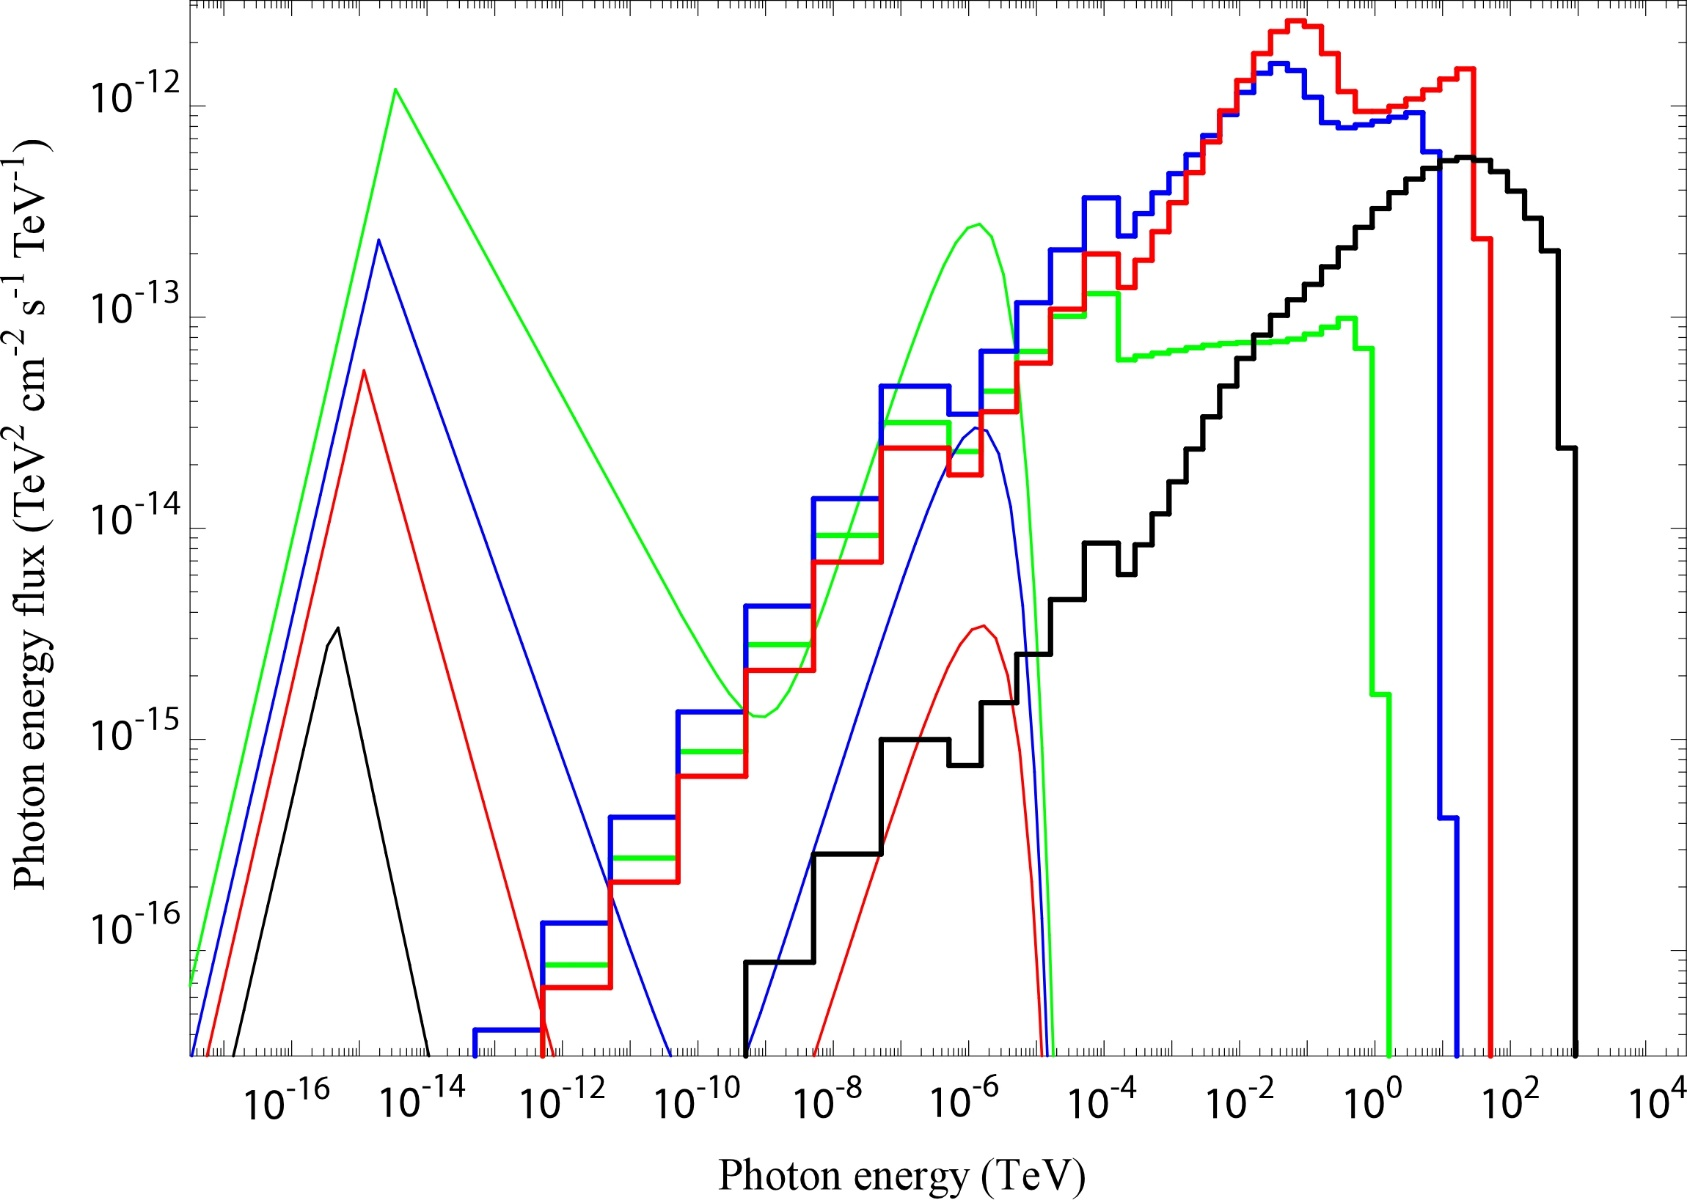 Photon energy flux (TeV² cm⁻² s⁻¹ TeV⁻¹)
10⁻¹²
10⁻¹³
10⁻¹⁴
10⁻¹⁵
10⁻¹⁶
10⁻¹⁶ 10⁻¹⁴ 10⁻¹² 10⁻¹⁰ 10⁻⁸ 10⁻⁶ 10⁻⁴ 10⁻² 10⁰ 10² 10⁴
Photon energy (TeV)